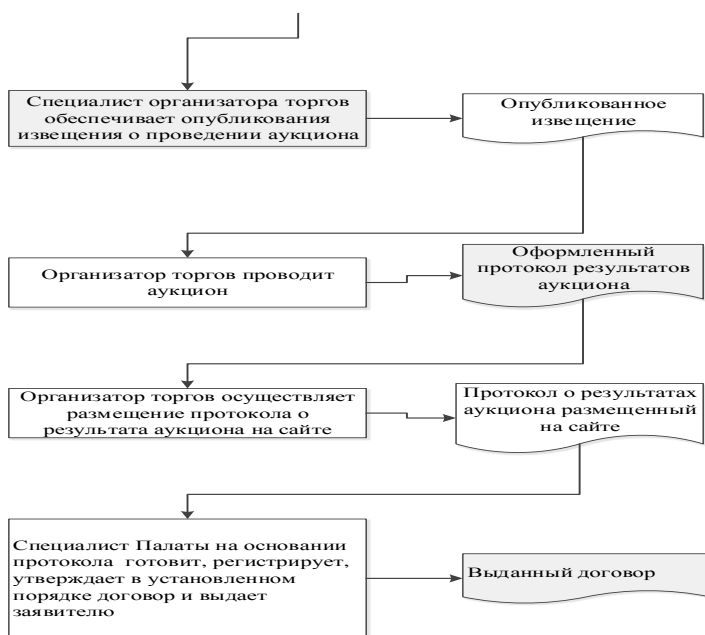 Специалист организатора торгов
обеспечивает опубликования
извещения о проведении аукциона
Опубликованное
извещение
Организатор торгов проводит
аукцион
Оформленный
протокол результатов
аукциона
Организатор торгов осуществляет
размещение протокола о
результата аукциона на сайте
Протокол о результатах
аукциона размещенный
на сайте
Специалист Палаты на основании
протокола готовит, регистрирует,
утверждает в установленном
порядке договор и выдает
заявителю
Выданный договор